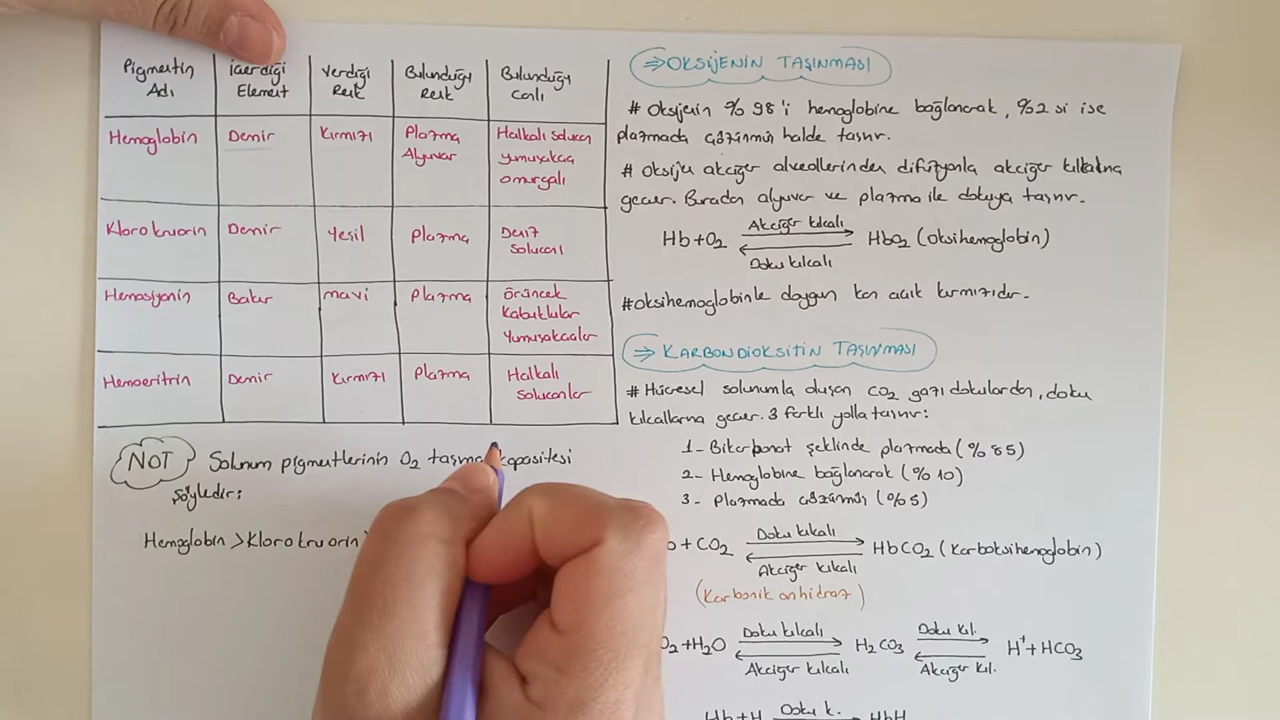 Pigmentin Adı
İçerdiği Element
Verdiği Renk
Bulunduğu Renk
Bulunduğu Canlı
Hemoglobin
Demir
Kırmızı
Plazma
Alyuvar
Halkalı solucan
yumuşakça
omurgalı
Klorokruorin
Demir
Yeşil
Plazma
Deniz
Solucanı
Hemosiyanin
Bakır
mavi
Plazma
örümcek
Kabuklular
Yumuşakçalar
Hemoeritrin
Demir
Kırmızı
Plazma
Halkalı
Solucanlar
NOT Solunum pigmentlerinin O2 taşıma kapasitesi
şöyledir:
Hemoglobin > Klorokruorin
⇒ OKSİJENİN TAŞINMASI
# Oksijenin %98'i hemoglobine bağlanarak, %2 si ise
plazmada çözünmüş halde taşınır.
# Oksijen akciğer alveollerinden difüzyonla akciğer kılcalına
geçer. Buradan alyuvar ve plazma ile dokuya taşınır.
Akciğer kılcalı
Hb + O2 HbO2 (oksihemoglobin)
Doku kılcalı
# oksihemoglobinle doygun kan açık kırmızıdır.
⇒ KARBONDİOKSİTİN TAŞINMASI
# Hücresel solunumla oluşan CO2 gazı dokulardan, doku
kılcallarına geçer. 3 farklı yolla taşınır:
1- Bikarbonat şeklinde plazmada (%85)
2- Hemoglobine bağlanarak (%10)
3- Plazmada çözünmüş (%5)
Doku kılcalı
+ CO2 HbCO2 (Karboksihemoglobin)
Akciğer kılcalı
(Karbonik anhidraz)
Doku kılcalı Doku kıl.
O2 + H2O H2CO3 H+ + HCO3
Akciğer kılcalı Akciğer kıl.
Doku k.
Hb + H HbH